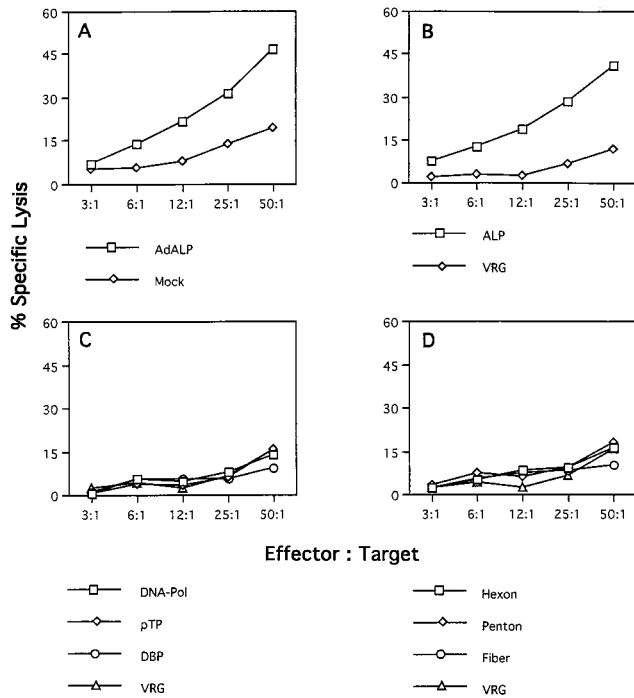 A
60
45
30
15
0
3:1 6:1 12:1 25:1 50:1
AdALP
Mock
B
60
45
30
15
0
3:1 6:1 12:1 25:1 50:1
ALP
VRG
% Specific Lysis
C
60
45
30
15
0
3:1 6:1 12:1 25:1 50:1
D
60
45
30
15
0
3:1 6:1 12:1 25:1 50:1
Effector : Target
DNA-Pol
pTP
DBP
VRG
Hexon
Penton
Fiber
VRG